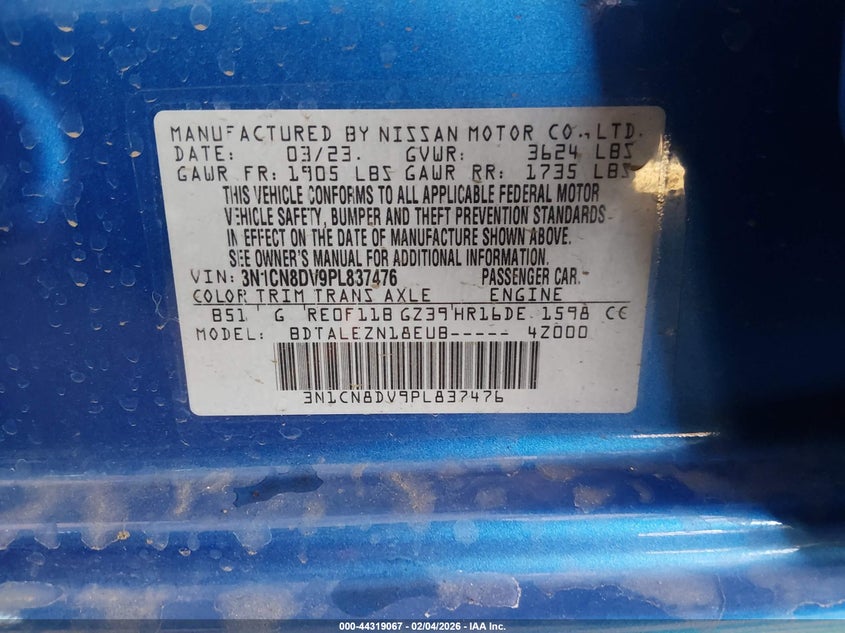 MANUFACTURED BY NISSAN MOTOR CO., LTD.
DATE: 03/23. GVWR: 3624 LBS
GAWR FR: 1905 LBS GAWR RR: 1735 LBS
THIS VEHICLE CONFORMS TO ALL APPLICABLE FEDERAL MOTOR
VEHICLE SAFETY, BUMPER AND THEFT PREVENTION STANDARDS
IN EFFECT ON THE DATE OF MANUFACTURE SHOWN ABOVE.
SEE OWNER'S MANUAL FOR ADDITIONAL INFORMATION.
VIN: 3N1CN8DV9PL837476 PASSENGER CAR
COLOR TRIM TRANS AXLE ENGINE
B51 G RE0F11B GZ39 HR16DE 1598 CC
MODEL: BDTALEZN18EUB----- 4Z000
3N1CN8DV9PL837476
000-44319067 - 02/04/2026 - IAA Inc.